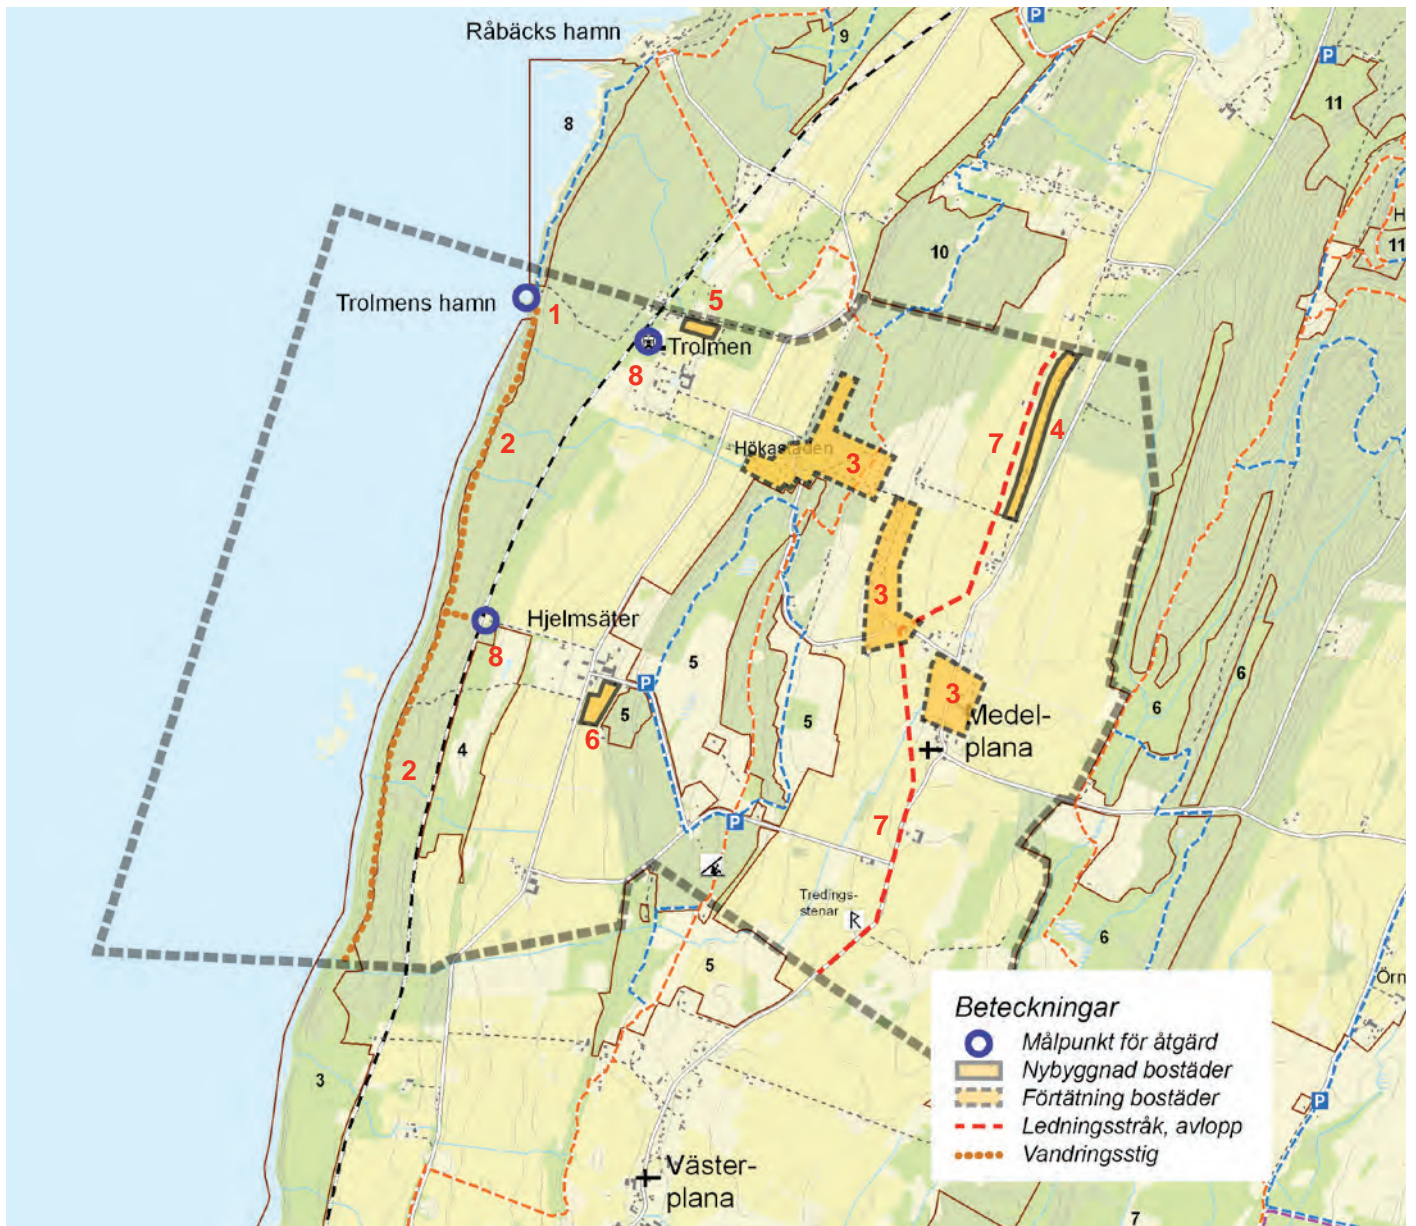 P
Råbäcks hamn
9
P
11
8
10
H
11
5
Trolmens hamn
1
Trolmen
8
2
7
4
Hökastaden
3
3
Hjelmsäter
8
5
P
6
3
6
5
5
6
Medel-
plana
2
4
P
7
Tredings-
stenar
R
6
5
Örn
Beteckningar
Målpunkt för åtgärd
Nybyggnad bostäder
Förtätning bostäder
Ledningsstråk, avlopp
Vandringsstig
3
P
Väster-
plana
7